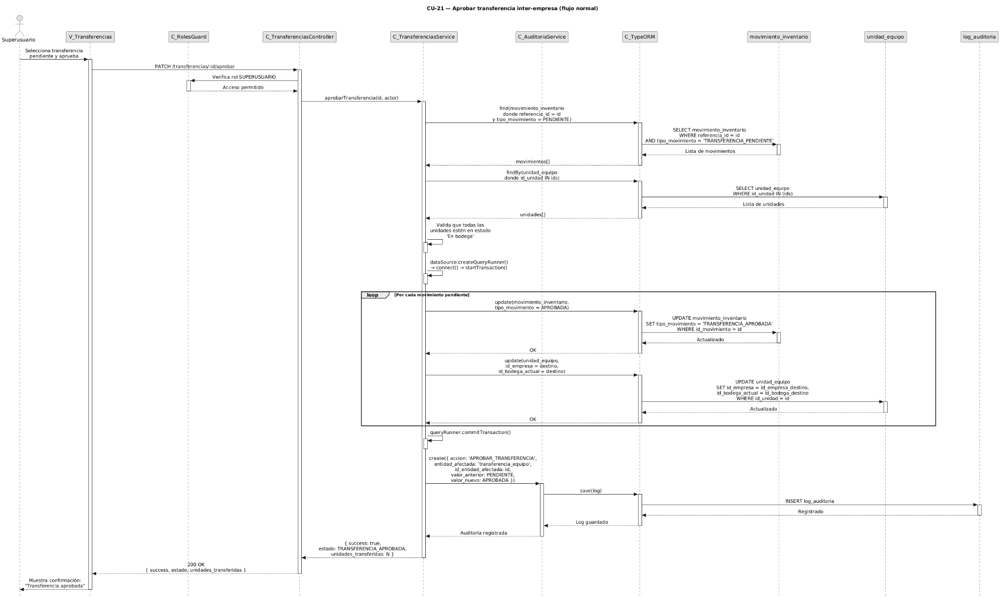 CU-21 — Aprobar transferencia inter-empresa (flujo normal)
Superusuario
V_Transferencias
C_RolesGuard
C_TransferenciasController
C_TransferenciasService
C_AuditoriaService
C_TypeORM
movimiento_inventario
unidad_equipo
log_auditoria
Selecciona transferencia
pendiente y aprueba
PATCH /transferencias/:id/aprobar
Verifica rol SUPERUSUARIO
Acceso permitido
aprobarTransferencia(id, actor)
find(movimiento_inventario
donde referencia_id = id
y tipo_movimiento = PENDIENTE)
SELECT movimiento_inventario
WHERE referencia_id = id
AND tipo_movimiento = 'TRANSFERENCIA_PENDIENTE'
Lista de movimientos
movimientos[]
findBy(unidad_equipo
donde id_unidad IN ids)
SELECT unidad_equipo
WHERE id_unidad IN (ids)
Lista de unidades
unidades[]
Valida que todas las
unidades estén en estado
'En bodega'
dataSource.createQueryRunner()
→ connect() → startTransaction()
loop [Por cada movimiento pendiente]
update(movimiento_inventario,
tipo_movimiento = APROBADA)
UPDATE movimiento_inventario
SET tipo_movimiento = 'TRANSFERENCIA_APROBADA'
WHERE id_movimiento = id
Actualizado
OK
update(unidad_equipo,
id_empresa = destino,
id_bodega_actual = destino)
UPDATE unidad_equipo
SET id_empresa = id_empresa_destino,
id_bodega_actual = id_bodega_destino
WHERE id_unidad = id
Actualizado
OK
queryRunner.commitTransaction()
create({ accion: 'APROBAR_TRANSFERENCIA',
entidad_afectada: 'transferencia_equipo',
id_entidad_afectada: id,
valor_anterior: PENDIENTE,
valor_nuevo: APROBADA })
save(log)
INSERT log_auditoria
Registrado
Log guardado
Auditoría registrada
{ success: true,
estado: TRANSFERENCIA_APROBADA,
unidades_transferidas: N }
200 OK
{ success, estado, unidades_transferidas }
Muestra confirmación:
"Transferencia aprobada"